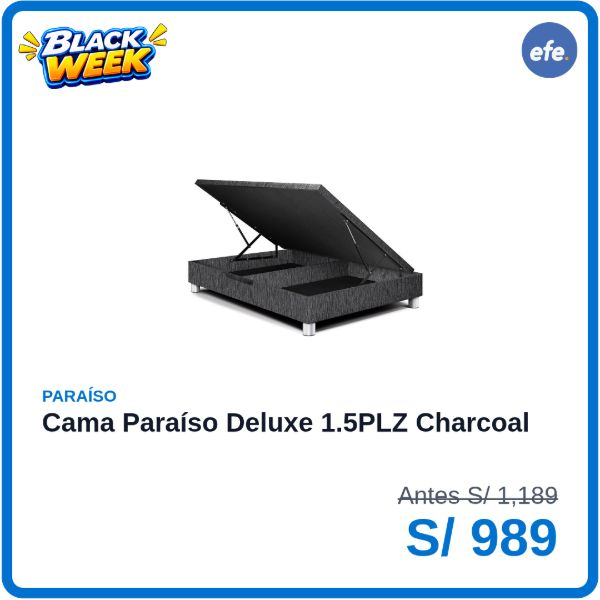 BLACK
WEEK
efe.
PARAÍSO
Cama Paraíso Deluxe 1.5PLZ Charcoal
Antes S/ 1,189
S/ 989